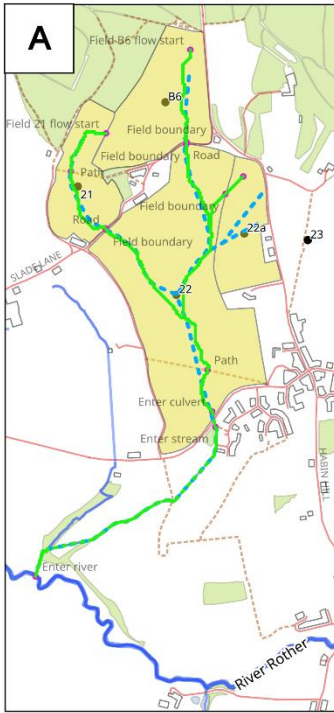 A
Field B6 flow start
B6
Field 21 flow start
Field boundary
Field boundary
Road
Path
21
Field boundary
Road
22a
23
Field boundary
SLADE LANE
22
Path
Enter culvert
HABIN HILL
Enter stream
Enter river
River Rother